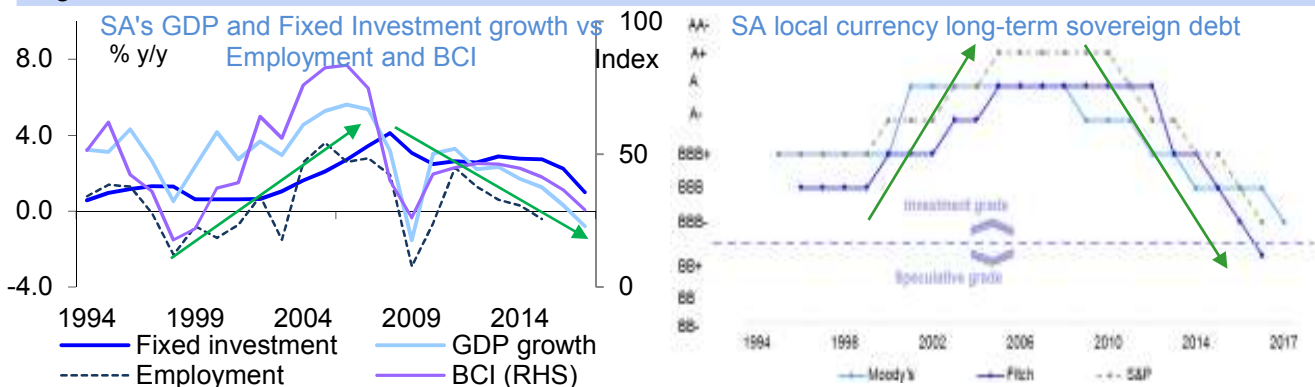 SA's GDP and Fixed Investment growth vs
Employment and BCI
% y/y
Index
8.0
4.0
0.0
-4.0
100
50
0
1994 1999 2004 2009 2014
Fixed investment GDP growth
Employment BCI (RHS)
SA local currency long-term sovereign debt
AA-
A+
A
A-
BBB+
BBB
BBB-
BB+
BB
BB-
Investment grade
Speculative grade
1994 1998 2002 2006 2010 2014 2017
Moody's Fitch S&P